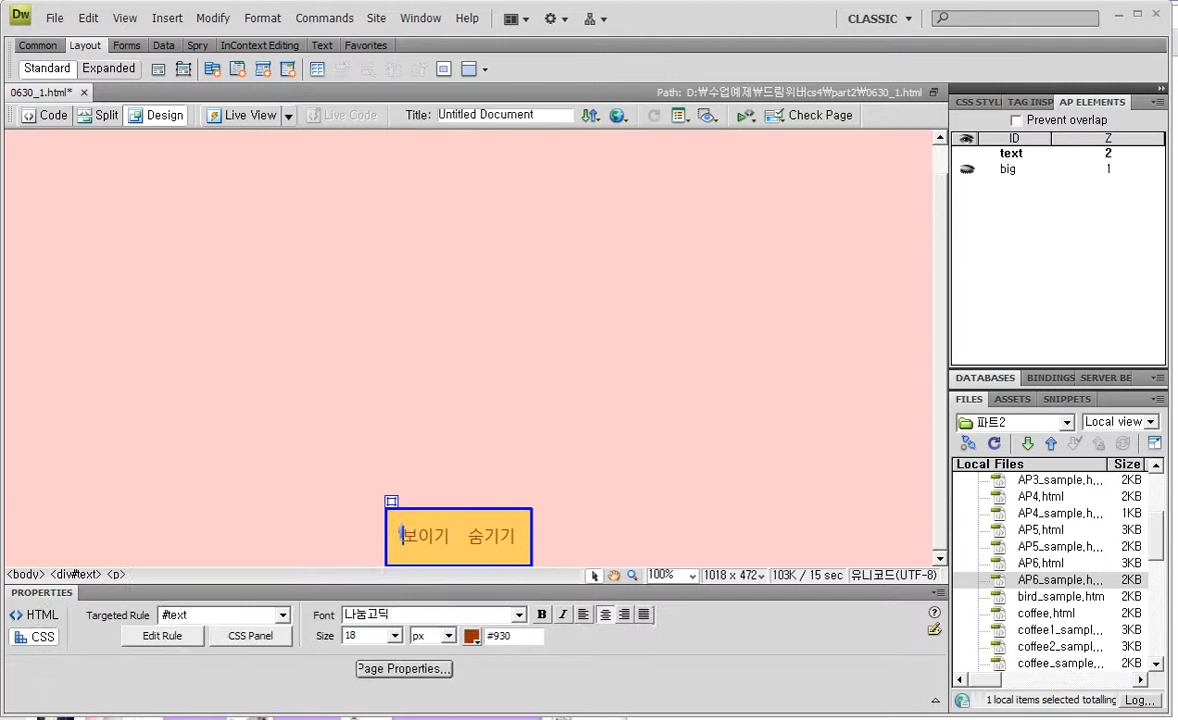 Dw File Edit View Insert Modify Format Commands Site Window Help CLASSIC
Common Layout Forms Data Spry InContext Editing Text Favorites
Standard Expanded
0630_1.html* Path: D:₩수업예제₩드림위버cs4₩part2₩0630_1.html
Code Split Design Live View Live Code Title: Untitled Document Check Page
CSS STYL TAG INSP AP ELEMENTS
Prevent overlap
ID Z
text 2
big 1
보이기 숨기기
DATABASES BINDINGS SERVER BE
FILES ASSETS SNIPPETS
파트2 Local view
Local Files Size
AP3_sample.h... 2KB
AP4.html 2KB
AP4_sample.h... 1KB
AP5.html 3KB
AP5_sample.h... 2KB
AP6.html 3KB
AP6_sample.h... 2KB
bird_sample.htm 2KB
coffee.html 2KB
coffee1_sampl... 3KB
coffee2_sampl... 3KB
coffee_sample... 2KB
1 local items selected totalling Log...
<body> <div#text> <p> 100% 1018 x 472 103K / 15 sec 유니코드(UTF-8)
PROPERTIES
<> HTML Targeted Rule #text Font 나눔고딕 B I
CSS Edit Rule CSS Panel Size 18 px #930
Page Properties...